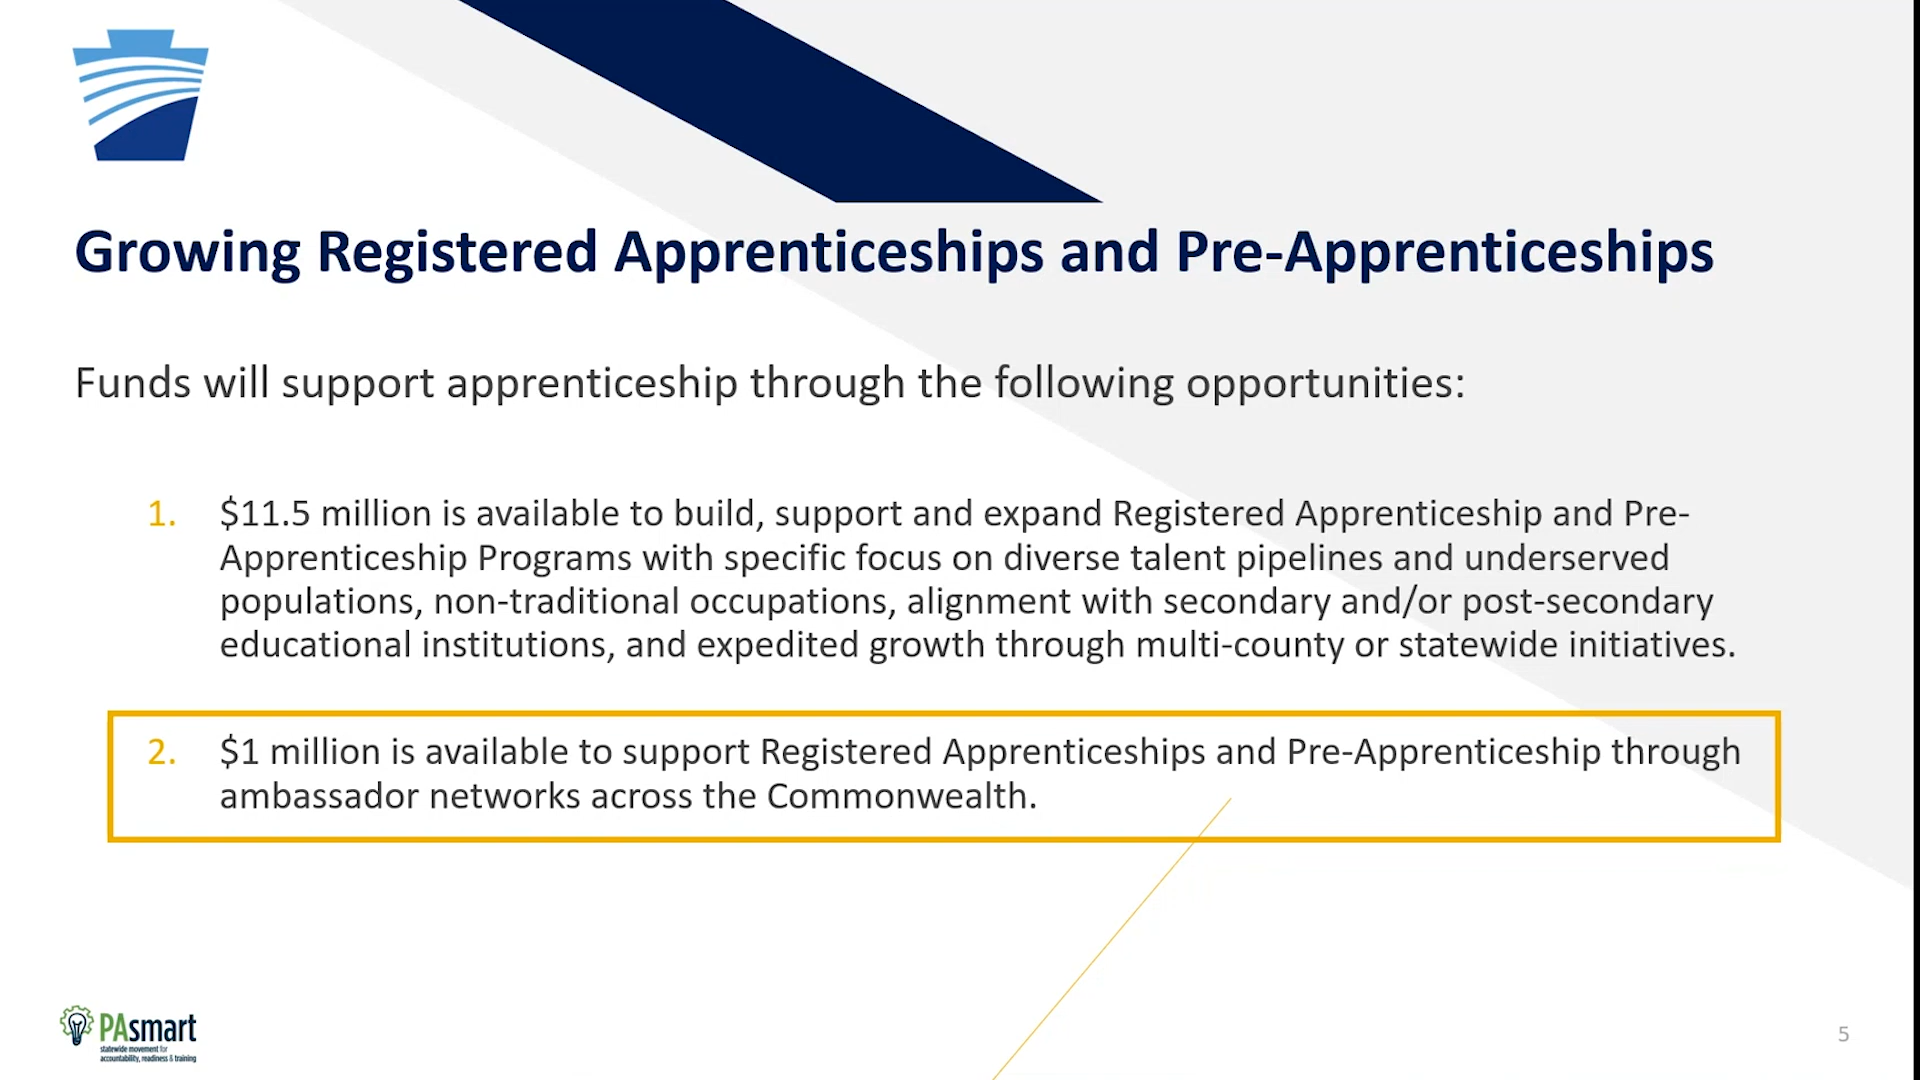 Growing Registered Apprenticeships and Pre-Apprenticeships
Funds will support apprenticeship through the following opportunities:
1. $11.5 million is available to build, support and expand Registered Apprenticeship and Pre-
Apprenticeship Programs with specific focus on diverse talent pipelines and underserved
populations, non-traditional occupations, alignment with secondary and/or post-secondary
educational institutions, and expedited growth through multi-county or statewide initiatives.
2. $1 million is available to support Registered Apprenticeships and Pre-Apprenticeship through
ambassador networks across the Commonwealth.
PAsmart
statewide movement for
accountability, readiness & training
5